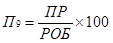 П₉ = ПР / РОБ × 100